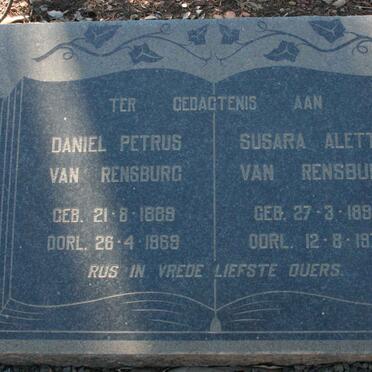 TER GEDAGTENIS AAN
DANIEL PETRUS
VAN RENSBURG
GEB. 21-8-1889
OORL. 26-4-1969
SUSARA ALETT
VAN RENSBU
GEB. 27-3-189
OORL. 12-8-19
RUS IN VREDE LIEFSTE OUERS.